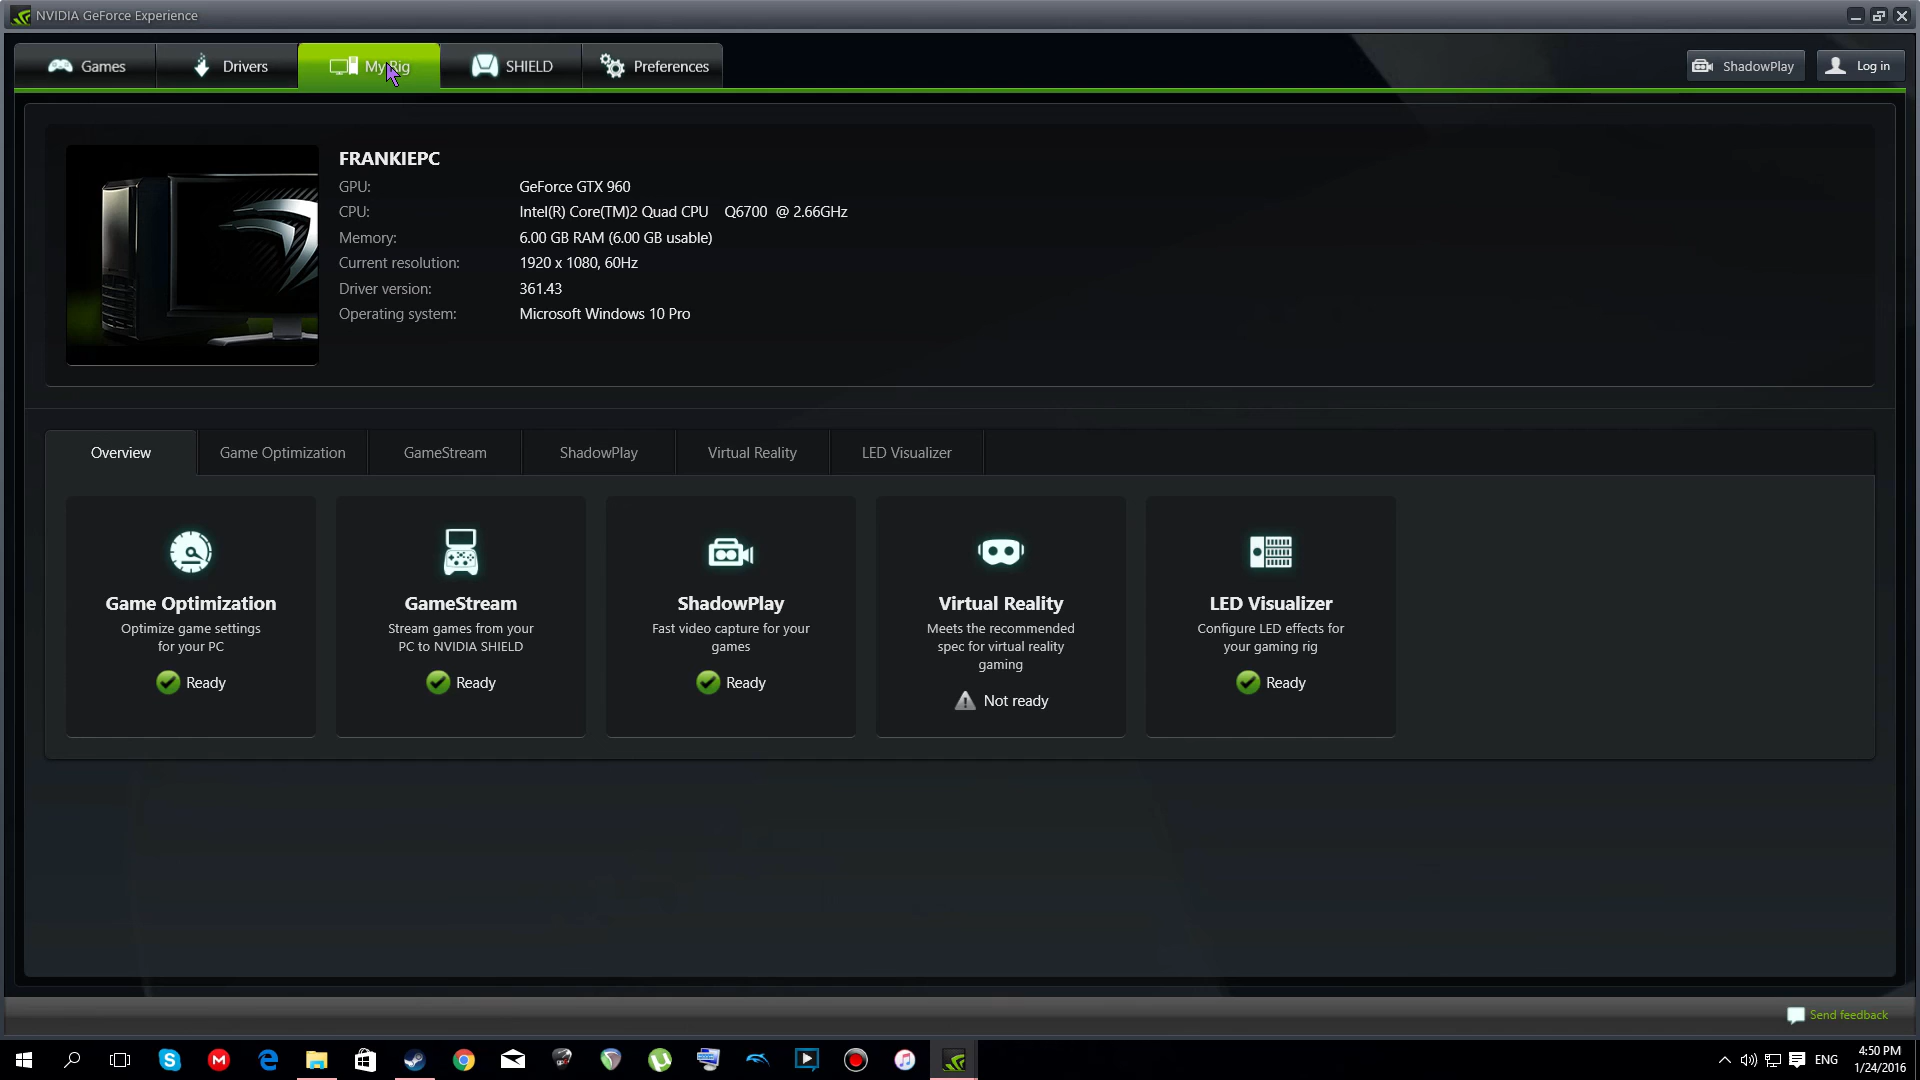 NVIDIA GeForce Experience
Games
Drivers
My Rig
SHIELD
Preferences
ShadowPlay
Log in
FRANKIEPC
GPU: GeForce GTX 960
CPU: Intel(R) Core(TM)2 Quad CPU Q6700 @ 2.66GHz
Memory: 6.00 GB RAM (6.00 GB usable)
Current resolution: 1920 x 1080, 60Hz
Driver version: 361.43
Operating system: Microsoft Windows 10 Pro
Overview
Game Optimization
GameStream
ShadowPlay
Virtual Reality
LED Visualizer
Game Optimization
Optimize game settings
for your PC
Ready
GameStream
Stream games from your
PC to NVIDIA SHIELD
Ready
ShadowPlay
Fast video capture for your
games
Ready
Virtual Reality
Meets the recommended
spec for virtual reality
gaming
Not ready
LED Visualizer
Configure LED effects for
your gaming rig
Ready
Send feedback
ENG
4:50 PM
1/24/2016